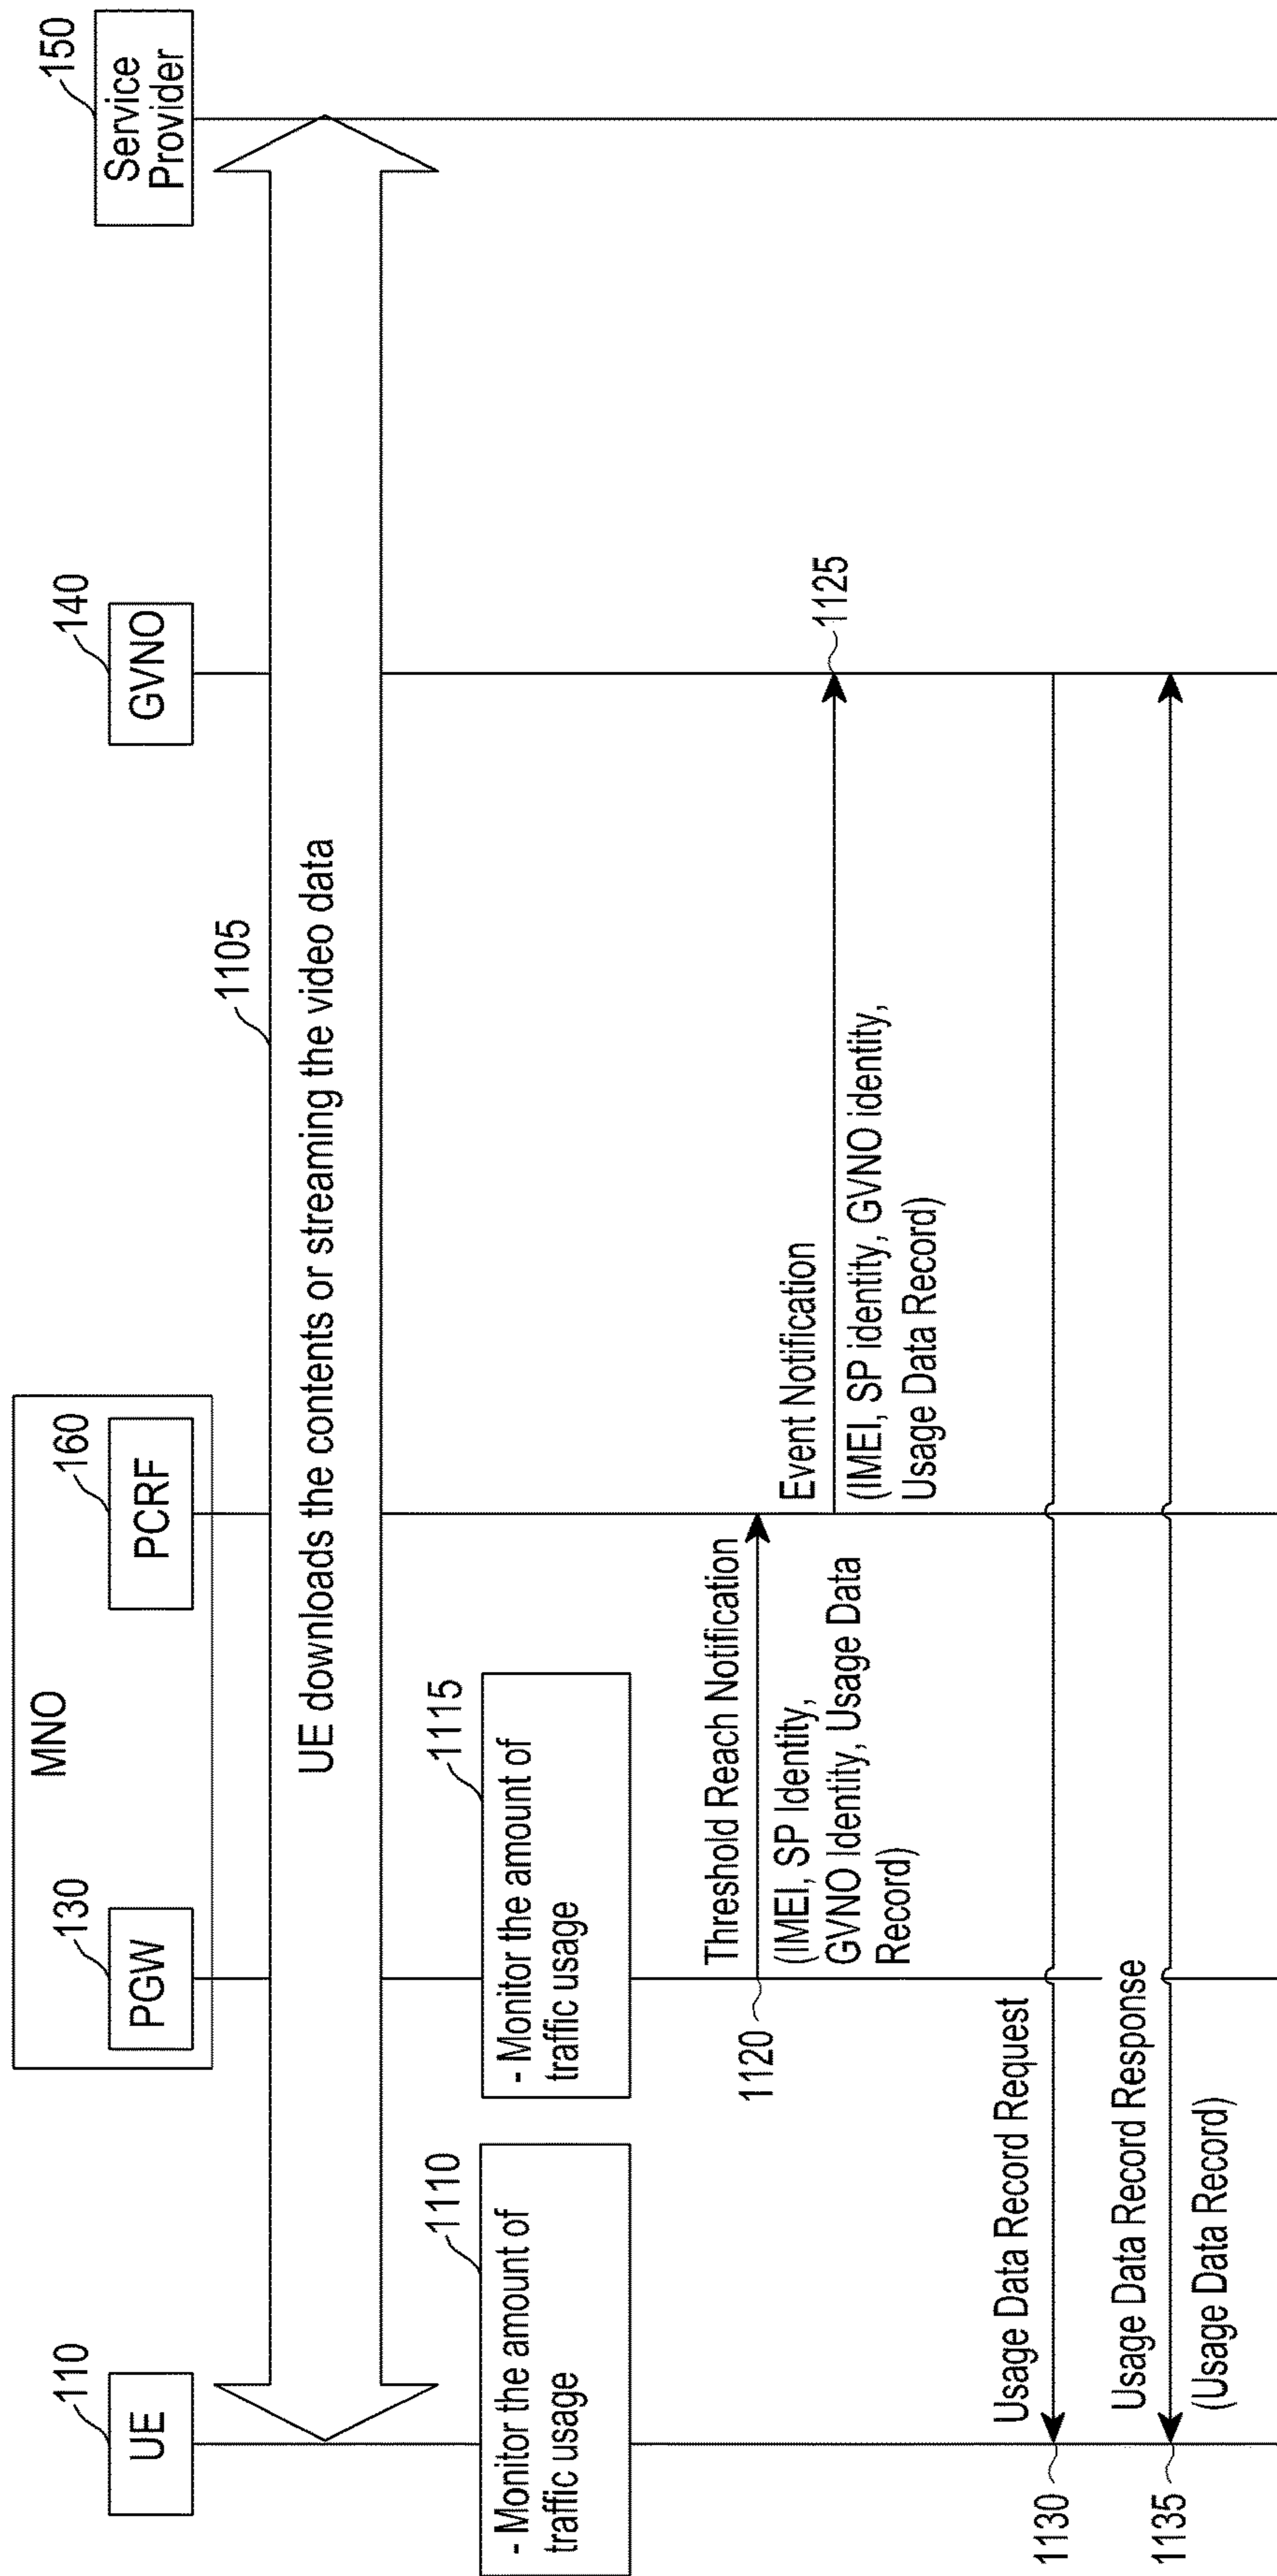 MNO
110
UE
130
PGW
160
PCRF
140
GVNO
150
Service
Provider
1105
UE downloads the contents or streaming the video data
1110
- Monitor the amount of
traffic usage
1115
- Monitor the amount of
traffic usage
Threshold Reach Notification
(IMEI, SP Identity,
GVNO Identity, Usage Data
Record)
1120
Event Notification
(IMEI, SP identity, GVNO identity,
Usage Data Record)
1125
Usage Data Record Request
1130
Usage Data Record Response
(Usage Data Record)
1135